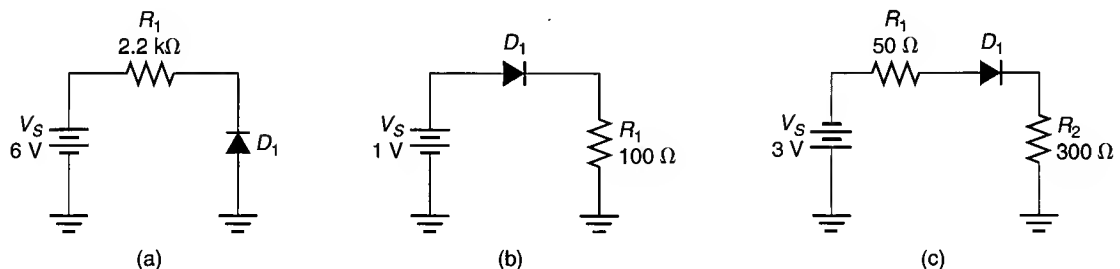 R1
2.2 kΩ
VS
6 V
D1
(a)
D1
VS
1 V
R1
100 Ω
(b)
R1
50 Ω
D1
VS
3 V
R2
300 Ω
(c)